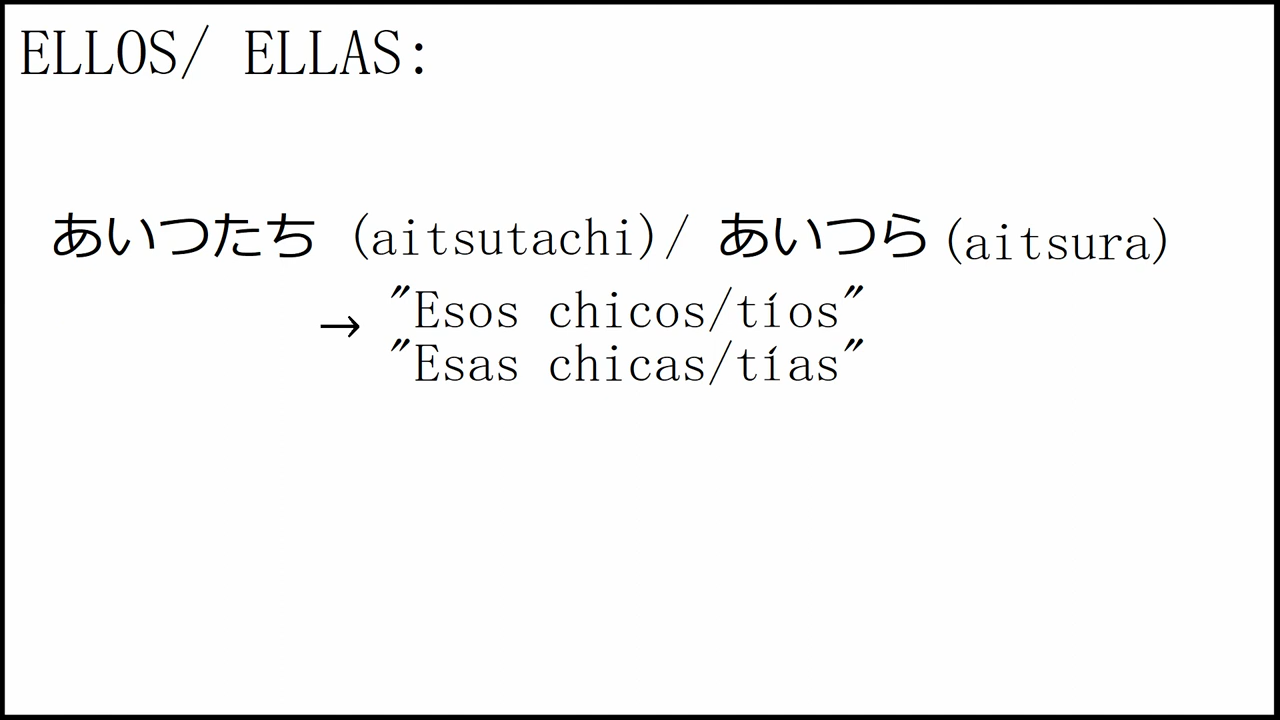 ELLOS/ ELLAS:
あいつたち (aitsutachi)/ あいつら (aitsura)
→ "Esos chicos/tíos"
"Esas chicas/tías"